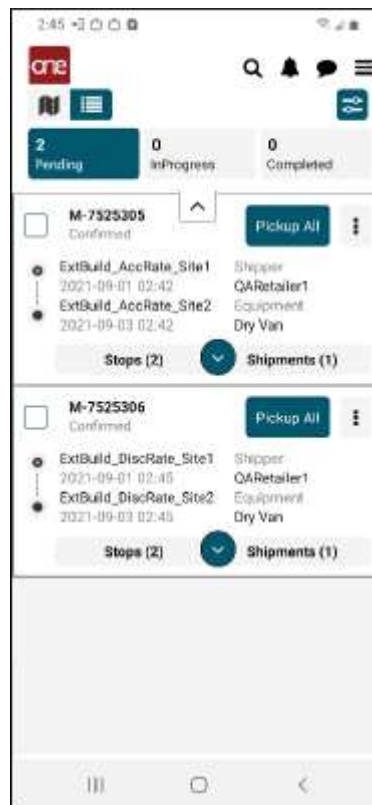 2:45
one
2 0 0
Pending InProgress Completed
M-7525305
Confirmed
Pickup All
ExtBuild_AccRate_Site1 Shipper
2021-09-01 02:42 QARetailer1
ExtBuild_AccRate_Site2 Equipment
2021-09-03 02:42 Dry Van
Stops (2) Shipments (1)
M-7525306
Confirmed
Pickup All
ExtBuild_DiscRate_Site1 Shipper
2021-09-01 02:45 QARetailer1
ExtBuild_DiscRate_Site2 Equipment
2021-09-03 02:45 Dry Van
Stops (2) Shipments (1)